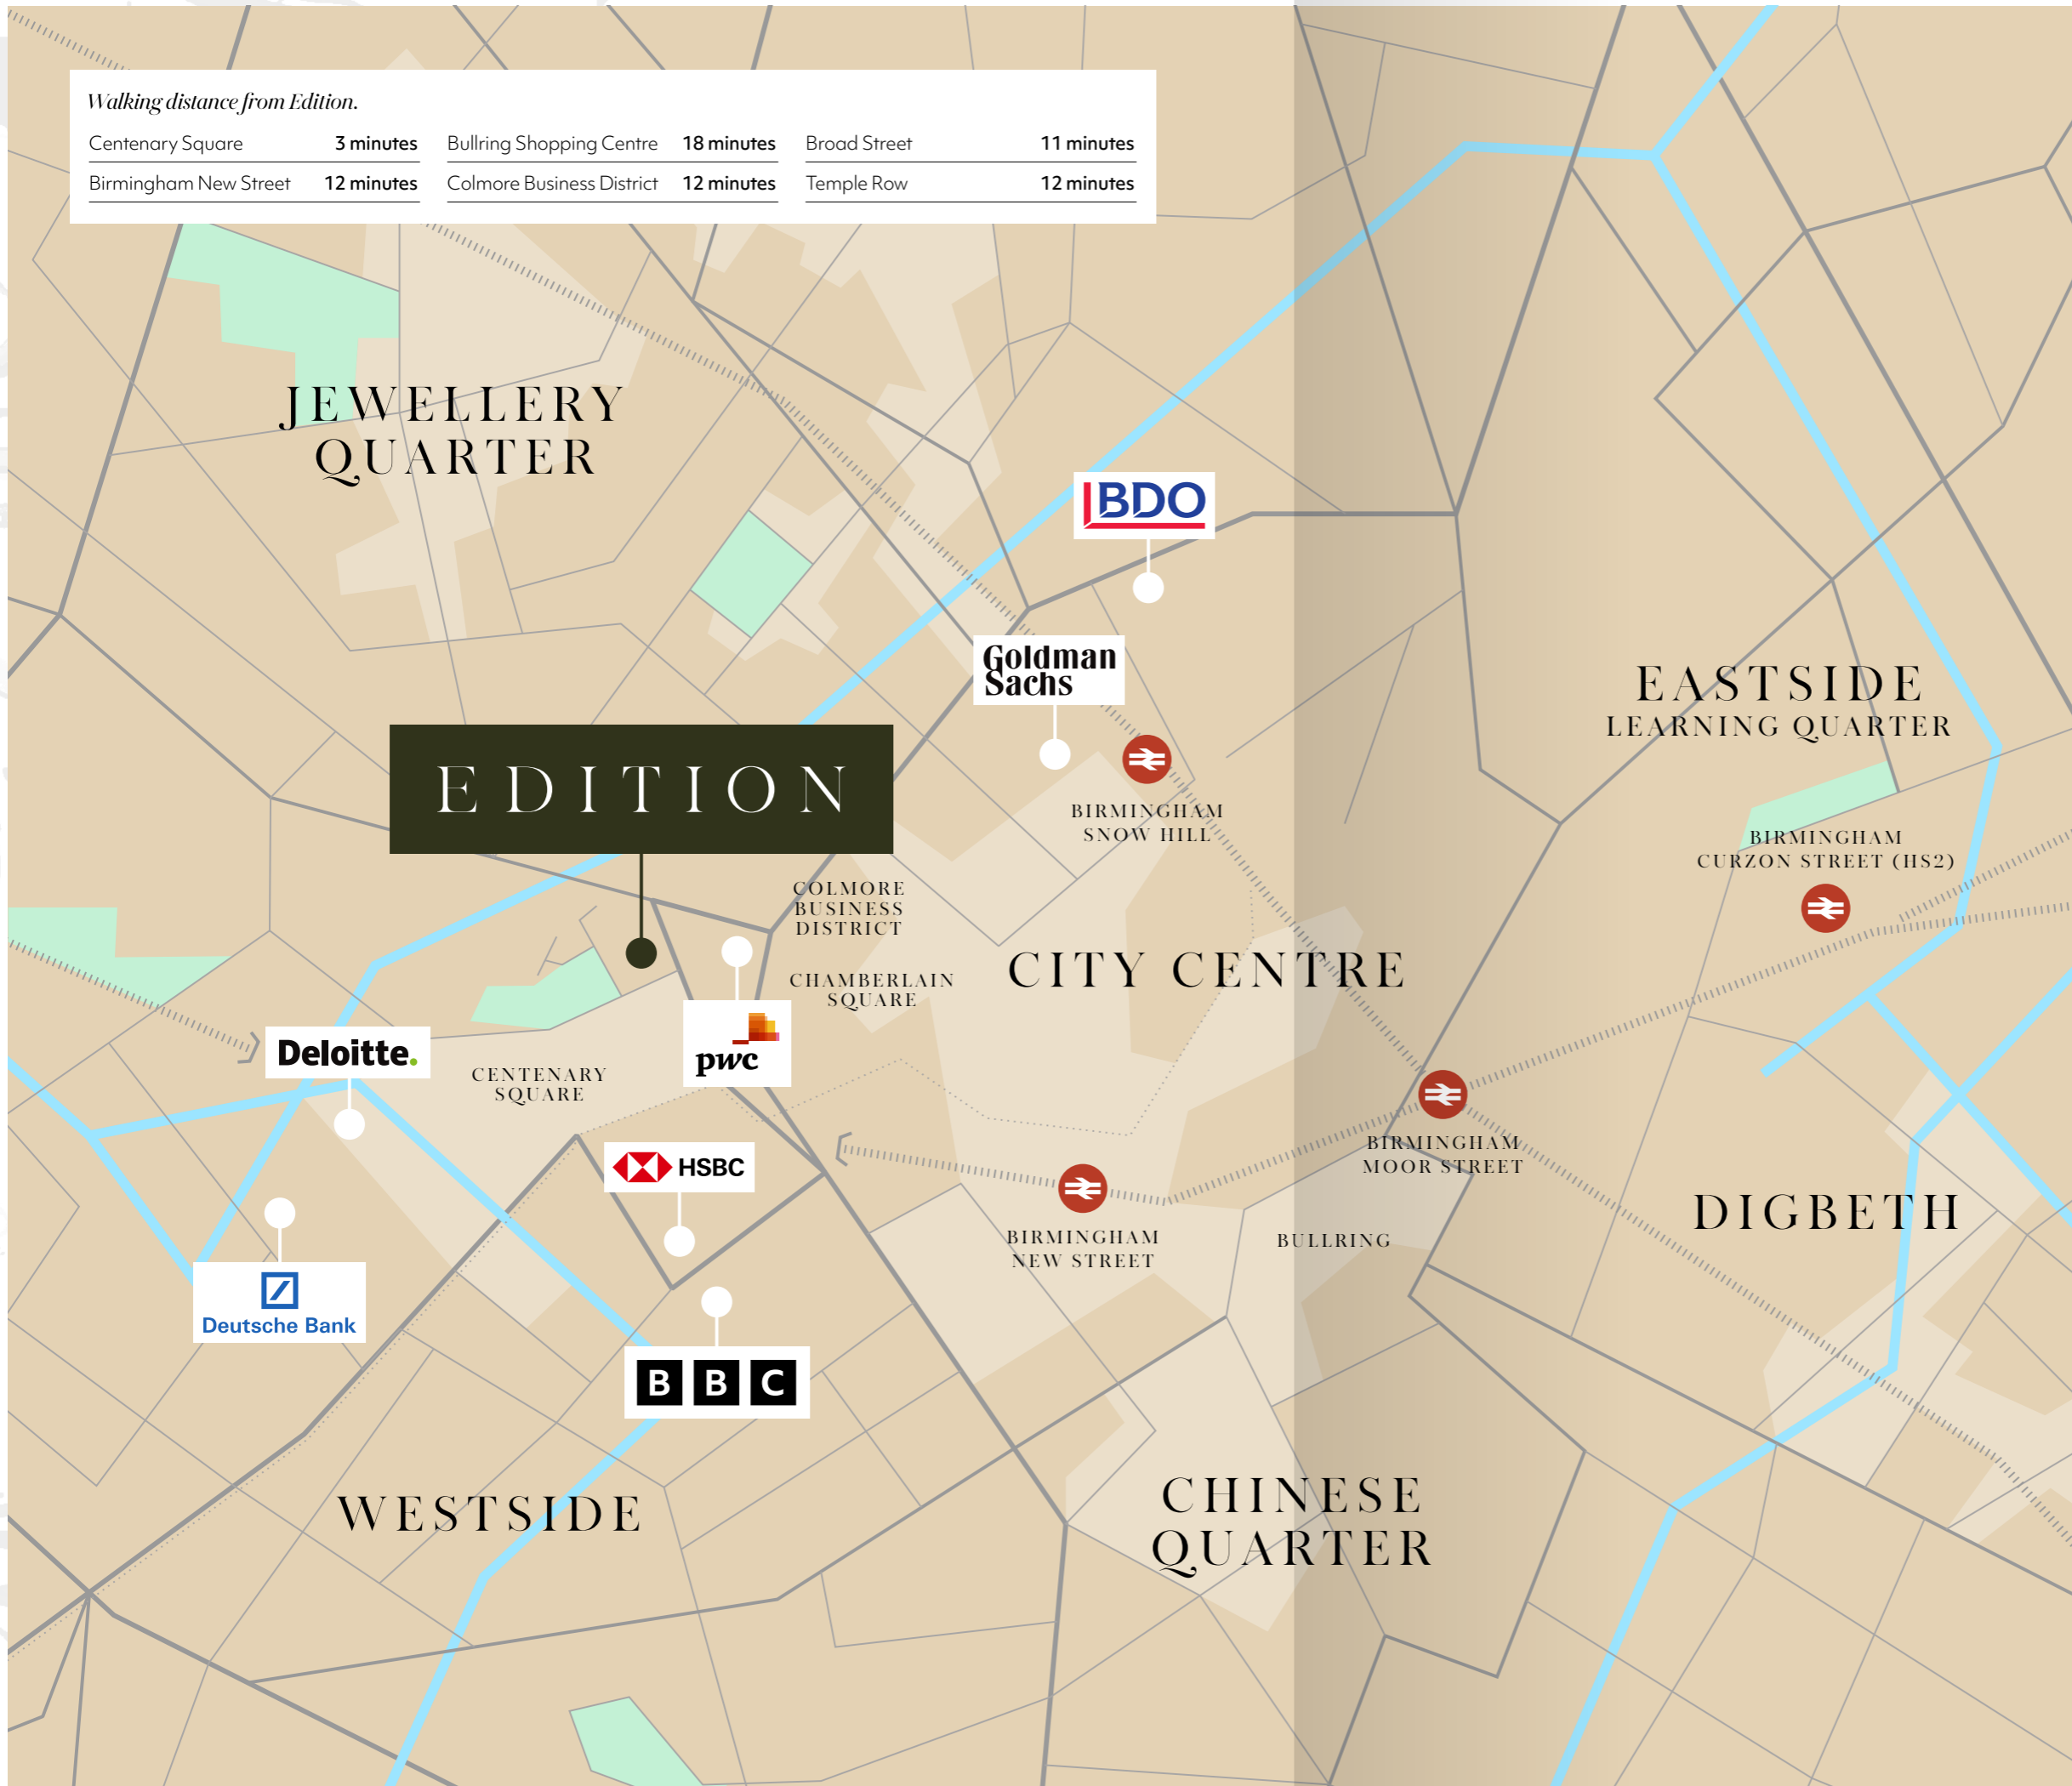 Walking distance from Edition.
Centenary Square 3 minutes Bullring Shopping Centre 18 minutes Broad Street 11 minutes
Birmingham New Street 12 minutes Colmore Business District 12 minutes Temple Row 12 minutes
JEWELLERY
QUARTER
BDO
Goldman
Sachs
EASTSIDE
LEARNING QUARTER
EDITION
BIRMINGHAM
SNOW HILL
BIRMINGHAM
CURZON STREET (HS2)
COLMORE
BUSINESS
DISTRICT
CITY CENTRE
CHAMBERLAIN
SQUARE
Deloitte.
pwc
CENTENARY
SQUARE
HSBC
BIRMINGHAM
MOOR STREET
DIGBETH
BIRMINGHAM
NEW STREET
BULLRING
Deutsche Bank
BBC
WESTSIDE
CHINESE
QUARTER